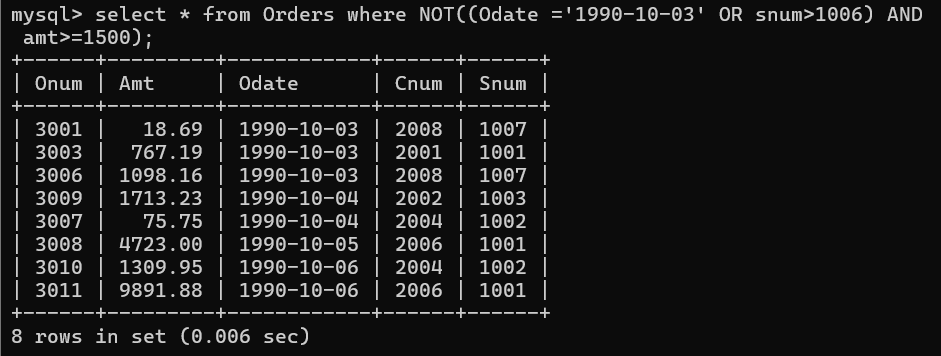 mysql> select * from Orders where NOT((Odate ='1990-10-03' OR snum>1006) AND
 amt>=1500);
+------+---------+------------+------+------+
| Onum | Amt     | Odate      | Cnum | Snum |
+------+---------+------------+------+------+
| 3001 |   18.69 | 1990-10-03 | 2008 | 1007 |
| 3003 |  767.19 | 1990-10-03 | 2001 | 1001 |
| 3006 | 1098.16 | 1990-10-03 | 2008 | 1007 |
| 3009 | 1713.23 | 1990-10-04 | 2002 | 1003 |
| 3007 |   75.75 | 1990-10-04 | 2004 | 1002 |
| 3008 | 4723.00 | 1990-10-05 | 2006 | 1001 |
| 3010 | 1309.95 | 1990-10-06 | 2004 | 1002 |
| 3011 | 9891.88 | 1990-10-06 | 2006 | 1001 |
+------+---------+------------+------+------+
8 rows in set (0.006 sec)